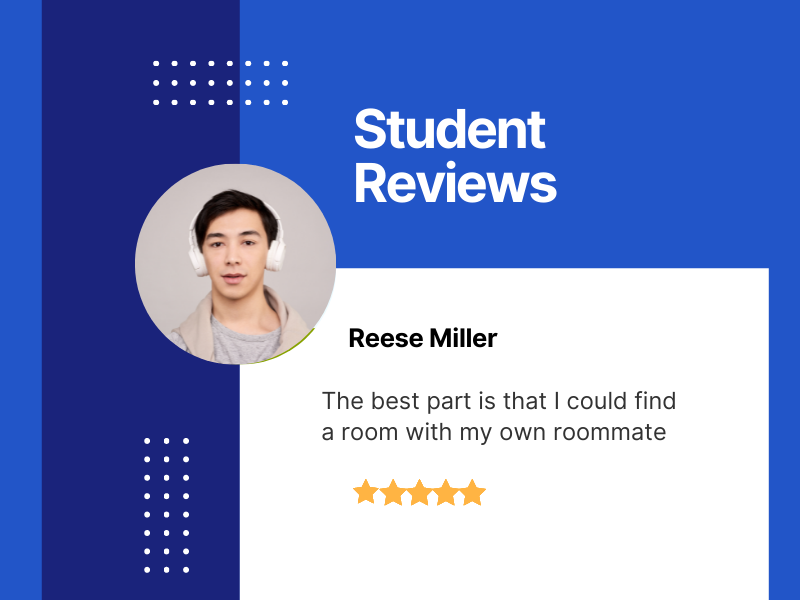 Student
Reviews
Reese Miller
The best part is that I could find
a room with my own roommate